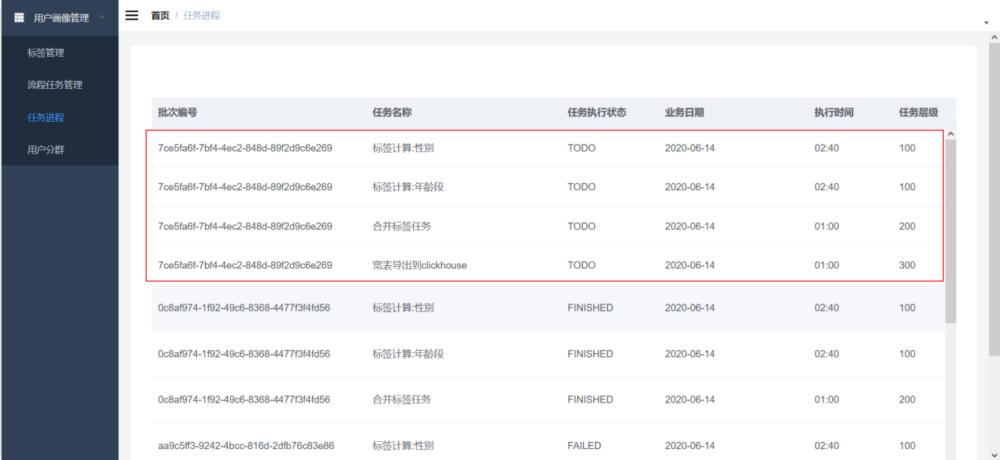 用户画像管理
首页 / 任务进程
标签管理
流程任务管理
任务进程
用户分群
批次编号 任务名称 任务执行状态 业务日期 执行时间 任务层级
7ce5fa6f-7bf4-4ec2-848d-89f2d9c6e269 标签计算:性别 TODO 2020-06-14 02:40 100
7ce5fa6f-7bf4-4ec2-848d-89f2d9c6e269 标签计算:年龄段 TODO 2020-06-14 02:40 100
7ce5fa6f-7bf4-4ec2-848d-89f2d9c6e269 合并标签任务 TODO 2020-06-14 01:00 200
7ce5fa6f-7bf4-4ec2-848d-89f2d9c6e269 宽表导出到clickhouse TODO 2020-06-14 01:00 300
0c8af974-1f92-49c6-8368-4477f3f4fd56 标签计算:性别 FINISHED 2020-06-14 02:40 100
0c8af974-1f92-49c6-8368-4477f3f4fd56 标签计算:年龄段 FINISHED 2020-06-14 02:40 100
0c8af974-1f92-49c6-8368-4477f3f4fd56 合并标签任务 FINISHED 2020-06-14 01:00 200
aa9c5ff3-9242-4bcc-816d-2dfb76c83e86 标签计算:性别 FAILED 2020-06-14 02:40 100